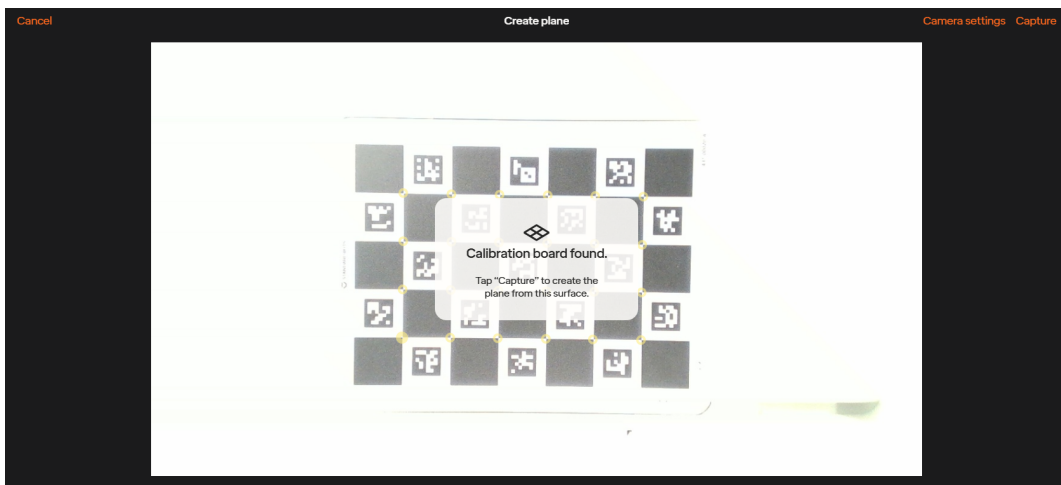 Cancel
Create plane
Camera settings
Capture
Calibration board found.
Tap “Capture” to create the
plane from this surface.